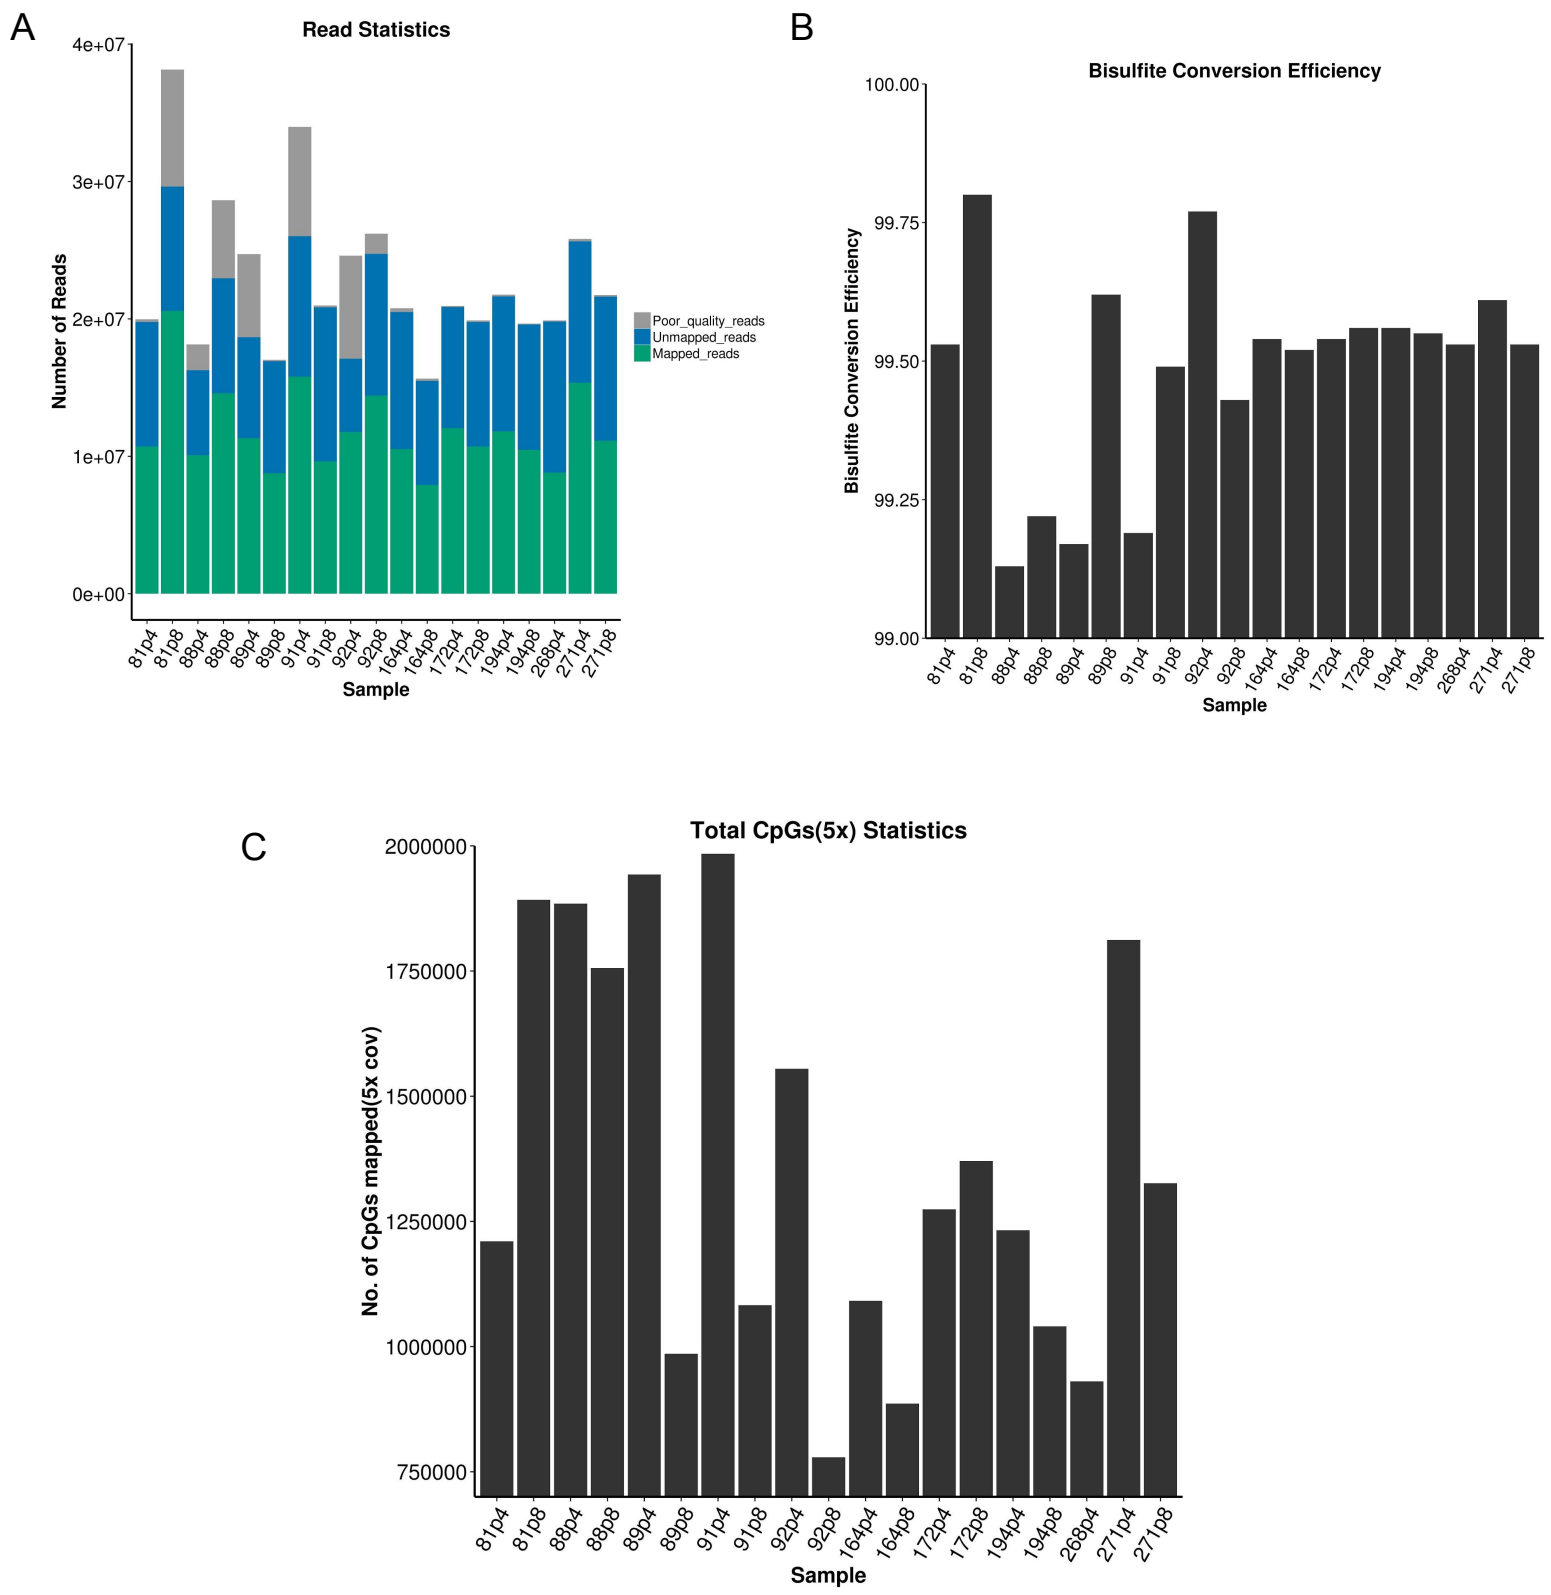 A
Read Statistics
4e+07
3e+07
2e+07
1e+07
0e+00
Number of Reads
81p4
81p8
88p4
88p8
89p4
89p8
91p4
91p8
92p4
92p8
164p4
164p8
172p4
172p8
194p4
194p8
268p4
271p4
271p8
Sample
Poor_quality_reads
Unmapped_reads
Mapped_reads
B
Bisulfite Conversion Efficiency
100.00
99.75
99.50
99.25
99.00
Bisulfite Conversion Efficiency
81p4
81p8
88p4
88p8
89p4
89p8
91p4
91p8
92p4
92p8
164p4
164p8
172p4
172p8
194p4
194p8
268p4
271p4
271p8
Sample
C
Total CpGs(5x) Statistics
2000000
1750000
1500000
1250000
1000000
750000
No. of CpGs mapped(5x cov)
81p4
81p8
88p4
88p8
89p4
89p8
91p4
91p8
92p4
92p8
164p4
164p8
172p4
172p8
194p4
194p8
268p4
271p4
271p8
Sample